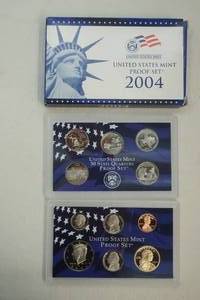 UNITED STATES MINT
PROOF SET
2004
UNITED STATES MINT
50 STATE QUARTERS
PROOF SET
UNITED STATES MINT
PROOF SET